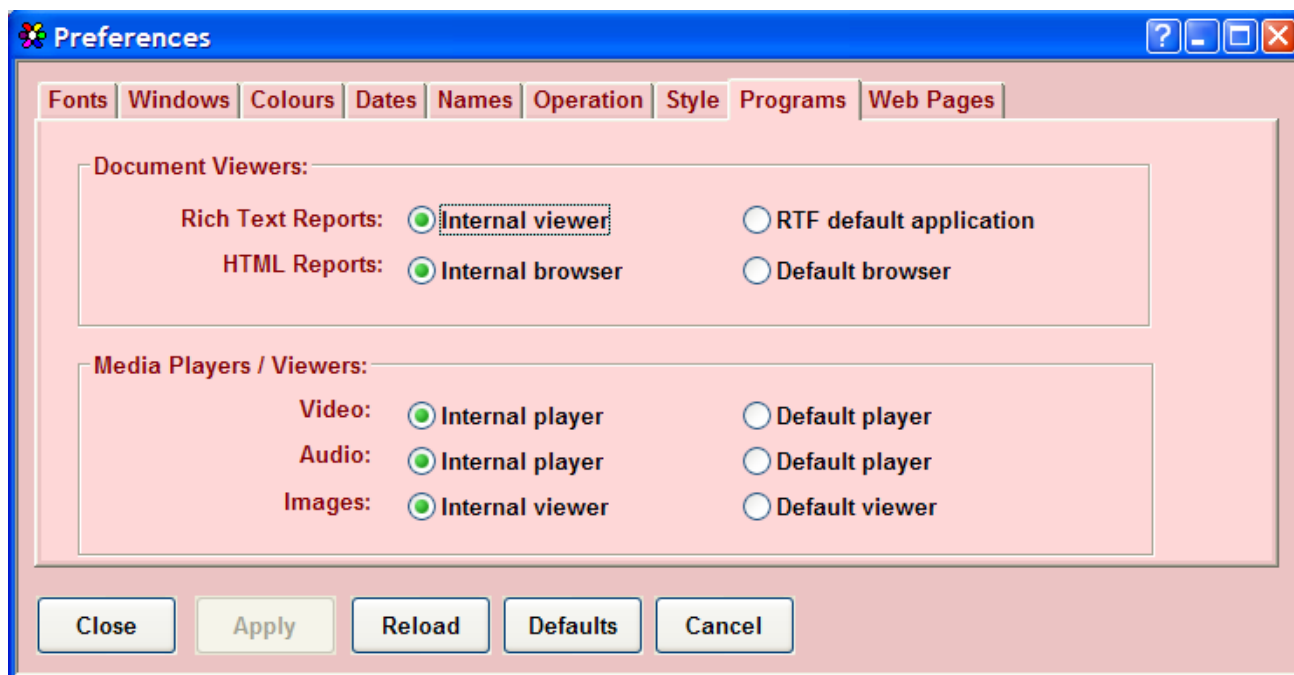 Preferences
?
Fonts Windows Colours Dates Names Operation Style Programs Web Pages
Document Viewers:
Rich Text Reports: Internal viewer RTF default application
HTML Reports: Internal browser Default browser
Media Players / Viewers:
Video: Internal player Default player
Audio: Internal player Default player
Images: Internal viewer Default viewer
Close Apply Reload Defaults Cancel